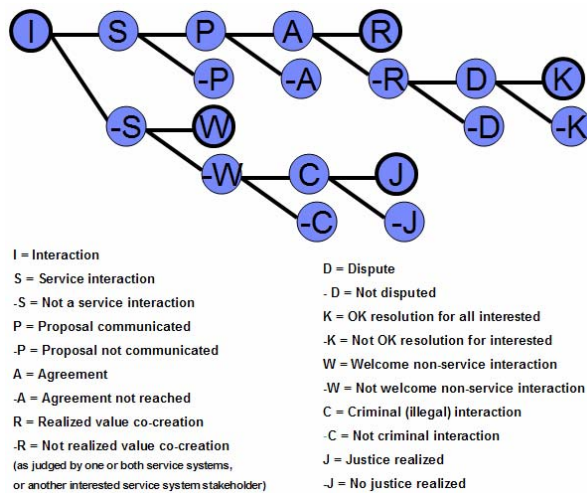 I S P A R
-P -A -R D K
-S W -D -K
-W C J
-C -J
I = Interaction
S = Service interaction
-S = Not a service interaction
P = Proposal communicated
-P = Proposal not communicated
A = Agreement
-A = Agreement not reached
R = Realized value co-creation
-R = Not realized value co-creation
(as judged by one or both service systems,
or another interested service system stakeholder)
D = Dispute
- D = Not disputed
K = OK resolution for all interested
-K = Not OK resolution for interested
W = Welcome non-service interaction
-W = Not welcome non-service interaction
C = Criminal (illegal) interaction
-C = Not criminal interaction
J = Justice realized
-J = No justice realized